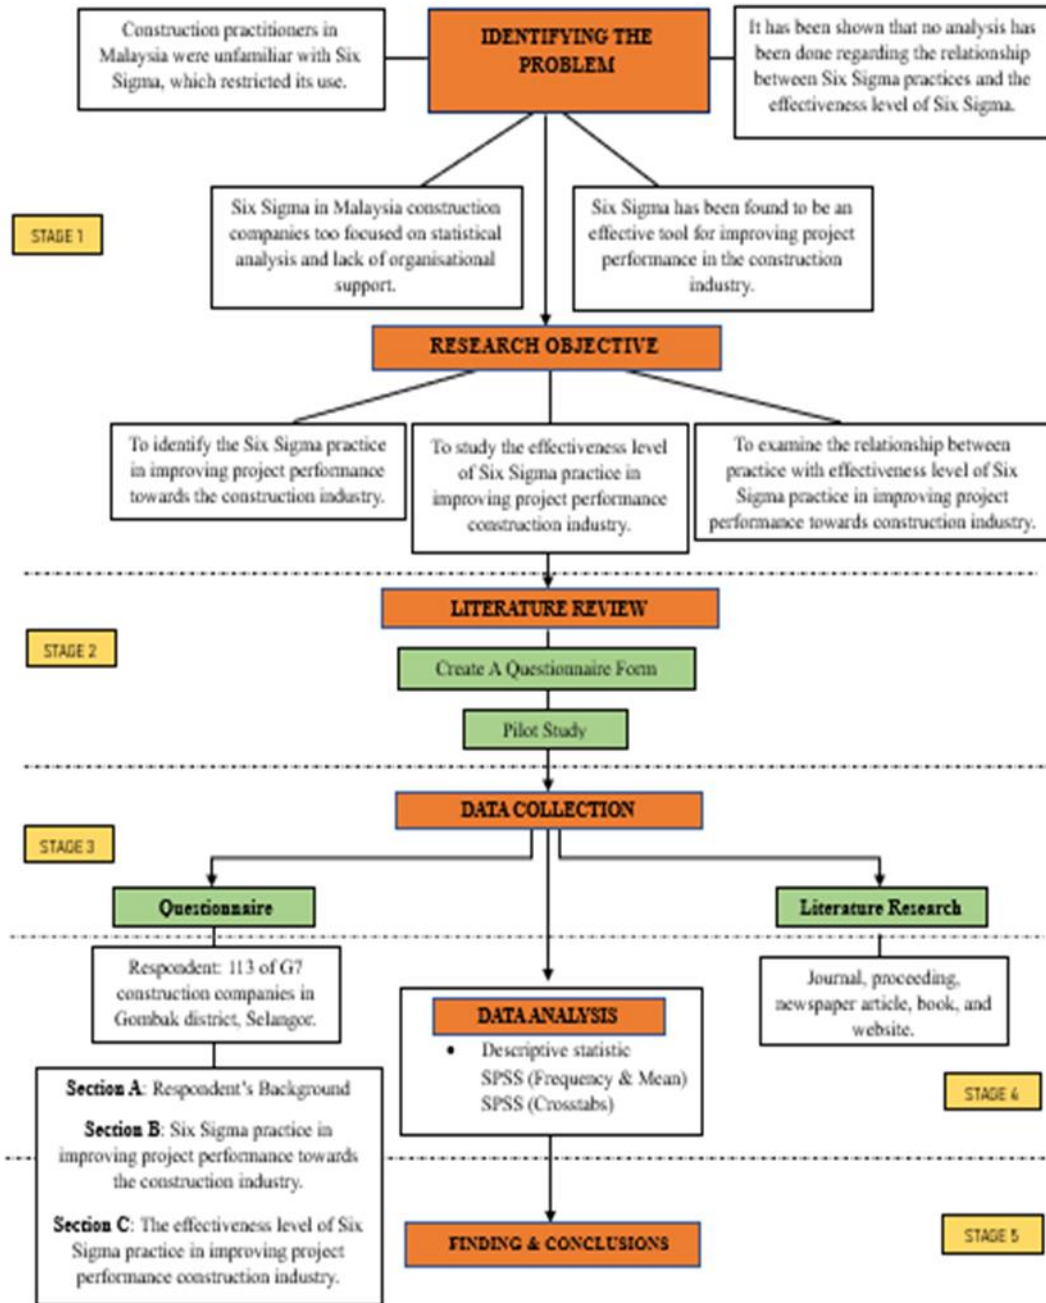 Construction practitioners in
Malaysia were unfamiliar with Six
Sigma, which restricted its use.
IDENTIFYING THE
PROBLEM
It has been shown that no analysis has
been done regarding the relationship
between Six Sigma practices and the
effectiveness level of Six Sigma.
STAGE 1
Six Sigma in Malaysia construction
companies too focused on statistical
analysis and lack of organisational
support.
Six Sigma has been found to be an
effective tool for improving project
performance in the construction
industry.
RESEARCH OBJECTIVE
To identify the Six Sigma practice
in improving project performance
towards the construction industry.
To study the effectiveness level
of Six Sigma practice in
improving project performance
construction industry.
To examine the relationship between
practice with effectiveness level of Six
Sigma practice in improving project
performance towards construction industry.
LITERATURE REVIEW
STAGE 2
Create A Questionnaire Form
Pilot Study
DATA COLLECTION
STAGE 3
Questionnaire
Literature Research
Respondent: 113 of G7
construction companies in
Gombak district, Selangor.
Journal, proceeding,
newspaper article, book, and
website.
DATA ANALYSIS
• Descriptive statistic
SPSS (Frequency & Mean)
SPSS (Crosstabs)
STAGE 4
Section A: Respondent's Background
Section B: Six Sigma practice in
improving project performance towards
the construction industry.
Section C: The effectiveness level of Six
Sigma practice in improving project
performance construction industry.
FINDING & CONCLUSIONS
STAGE 5